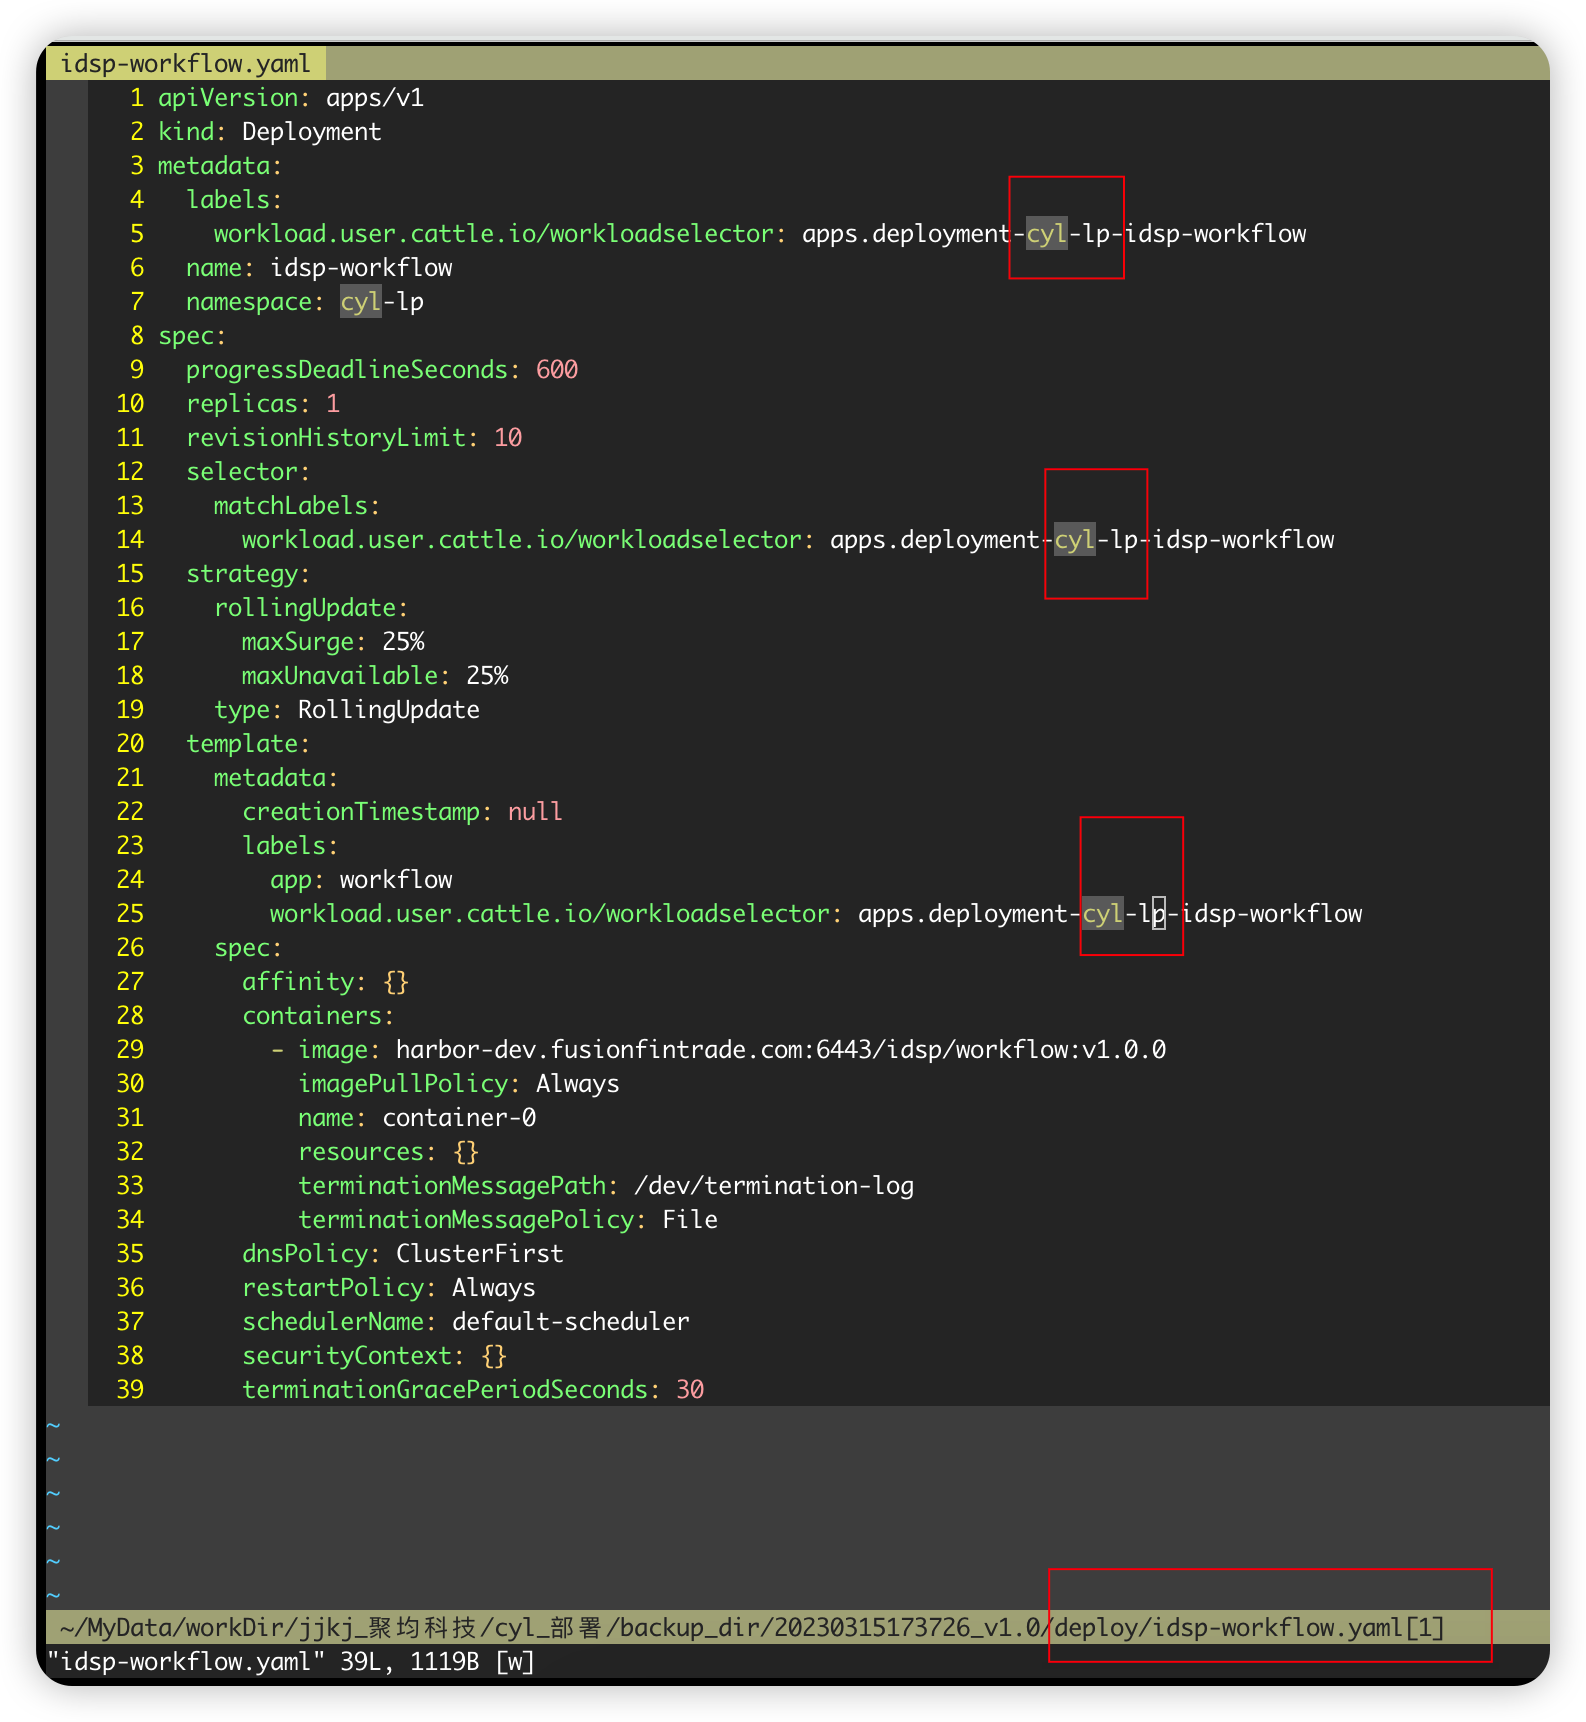 idsp-workflow.yaml
1 apiVersion: apps/v1
2 kind: Deployment
3 metadata:
4   labels:
5     workload.user.cattle.io/workloadselector: apps.deployment-cyl-lp-idsp-workflow
6   name: idsp-workflow
7   namespace: cyl-lp
8 spec:
9   progressDeadlineSeconds: 600
10   replicas: 1
11   revisionHistoryLimit: 10
12   selector:
13     matchLabels:
14       workload.user.cattle.io/workloadselector: apps.deployment-cyl-lp-idsp-workflow
15   strategy:
16     rollingUpdate:
17       maxSurge: 25%
18       maxUnavailable: 25%
19     type: RollingUpdate
20   template:
21     metadata:
22       creationTimestamp: null
23       labels:
24         app: workflow
25         workload.user.cattle.io/workloadselector: apps.deployment-cyl-lp-idsp-workflow
26     spec:
27       affinity: {}
28       containers:
29         - image: harbor-dev.fusionfintrade.com:6443/idsp/workflow:v1.0.0
30           imagePullPolicy: Always
31           name: container-0
32           resources: {}
33           terminationMessagePath: /dev/termination-log
34           terminationMessagePolicy: File
35       dnsPolicy: ClusterFirst
36       restartPolicy: Always
37       schedulerName: default-scheduler
38       securityContext: {}
39       terminationGracePeriodSeconds: 30
~
~
~
~
~
~
~/MyData/workDir/jjkj_聚均科技/cyl_部署/backup_dir/20230315173726_v1.0/deploy/idsp-workflow.yaml[1]
"idsp-workflow.yaml" 39L, 1119B [w]